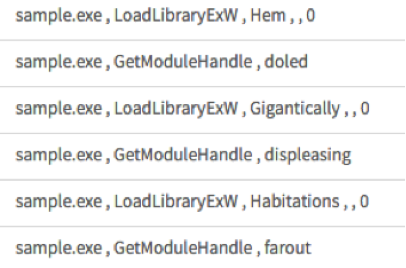 sample.exe , LoadLibraryExW , Hem , , 0
sample.exe , GetModuleHandle , doled
sample.exe , LoadLibraryExW , Gigantically , , 0
sample.exe , GetModuleHandle , displeasing
sample.exe , LoadLibraryExW , Habitations , , 0
sample.exe , GetModuleHandle , farout